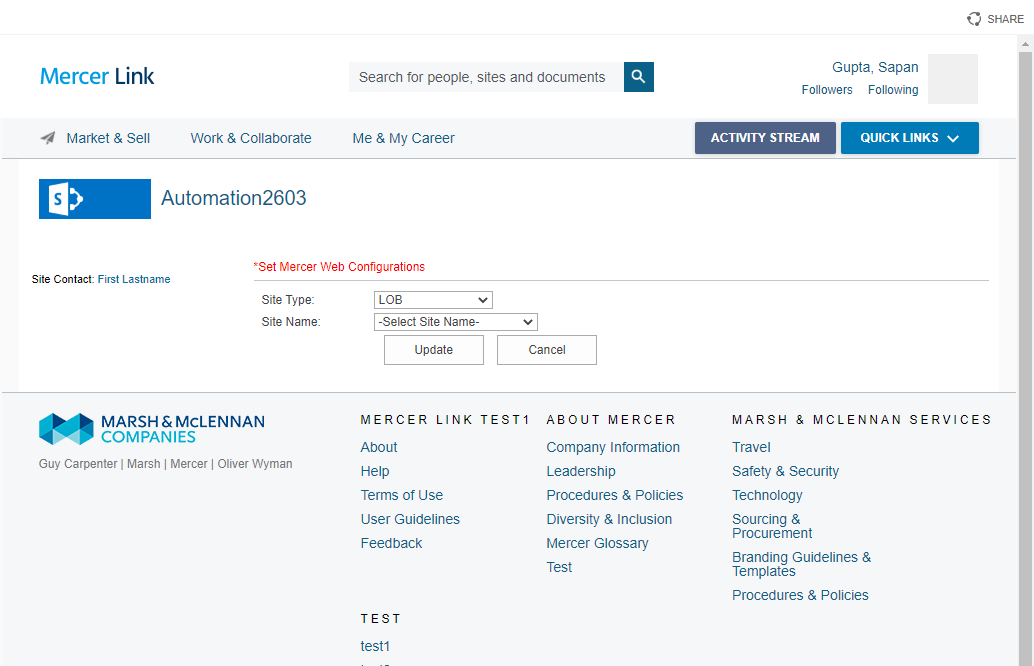 SHARE
Mercer Link
Search for people, sites and documents
Gupta, Sapan
Followers Following
Market & Sell Work & Collaborate Me & My Career
ACTIVITY STREAM QUICK LINKS
S
Automation2603
Site Contact: First Lastname
*Set Mercer Web Configurations
Site Type: LOB
Site Name: -Select Site Name-
Update Cancel
MARSH & MCLENNAN
COMPANIES
Guy Carpenter | Marsh | Mercer | Oliver Wyman
MERCER LINK TEST1
About
Help
Terms of Use
User Guidelines
Feedback
ABOUT MERCER
Company Information
Leadership
Procedures & Policies
Diversity & Inclusion
Mercer Glossary
Test
MARSH & MCLENNAN SERVICES
Travel
Safety & Security
Technology
Sourcing &
Procurement
Branding Guidelines &
Templates
Procedures & Policies
TEST
test1